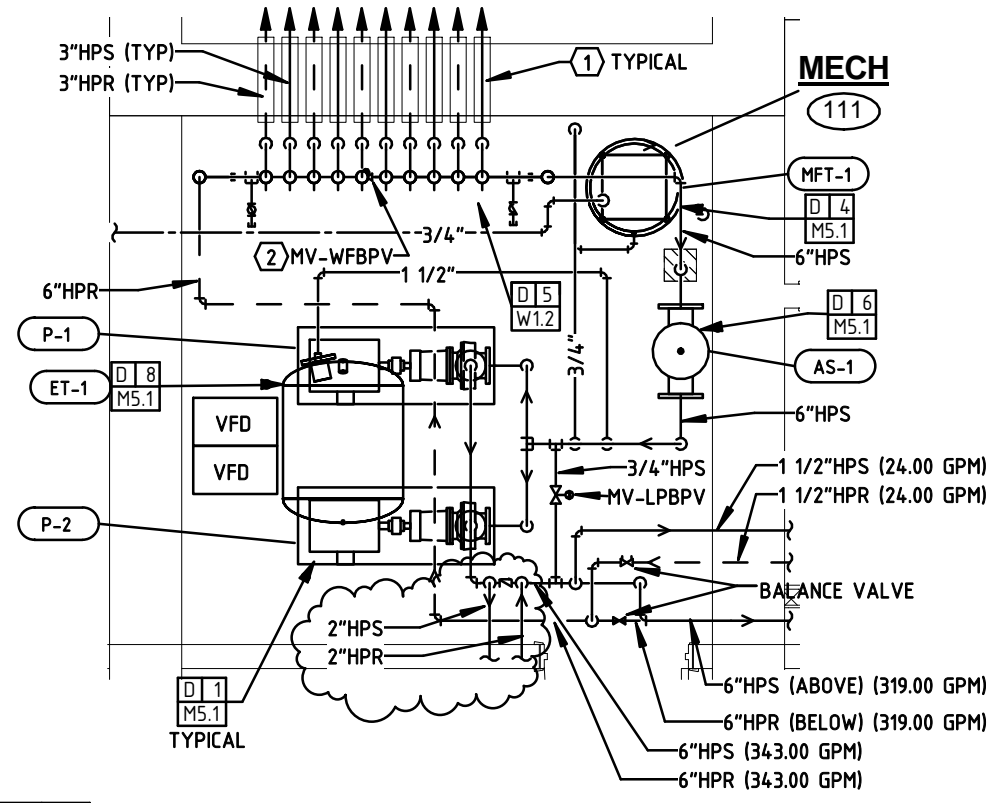 3"HPS (TYP)
3"HPR (TYP)
1 TYPICAL
MECH
111
MFT-1
D 4
M5.1
6"HPS
3/4"
2 MV-WFBPV
1 1/2"
6"HPR
D 5
W1.2
D 6
M5.1
P-1
3/4"
AS-1
ET-1
D 8
M5.1
6"HPS
VFD
VFD
3/4"HPS
1 1/2"HPS (24.00 GPM)
MV-LPBPV
1 1/2"HPR (24.00 GPM)
P-2
BALANCE VALVE
2"HPS
2"HPR
6"HPS (ABOVE) (319.00 GPM)
D 1
M5.1
TYPICAL
6"HPR (BELOW) (319.00 GPM)
6"HPS (343.00 GPM)
6"HPR (343.00 GPM)